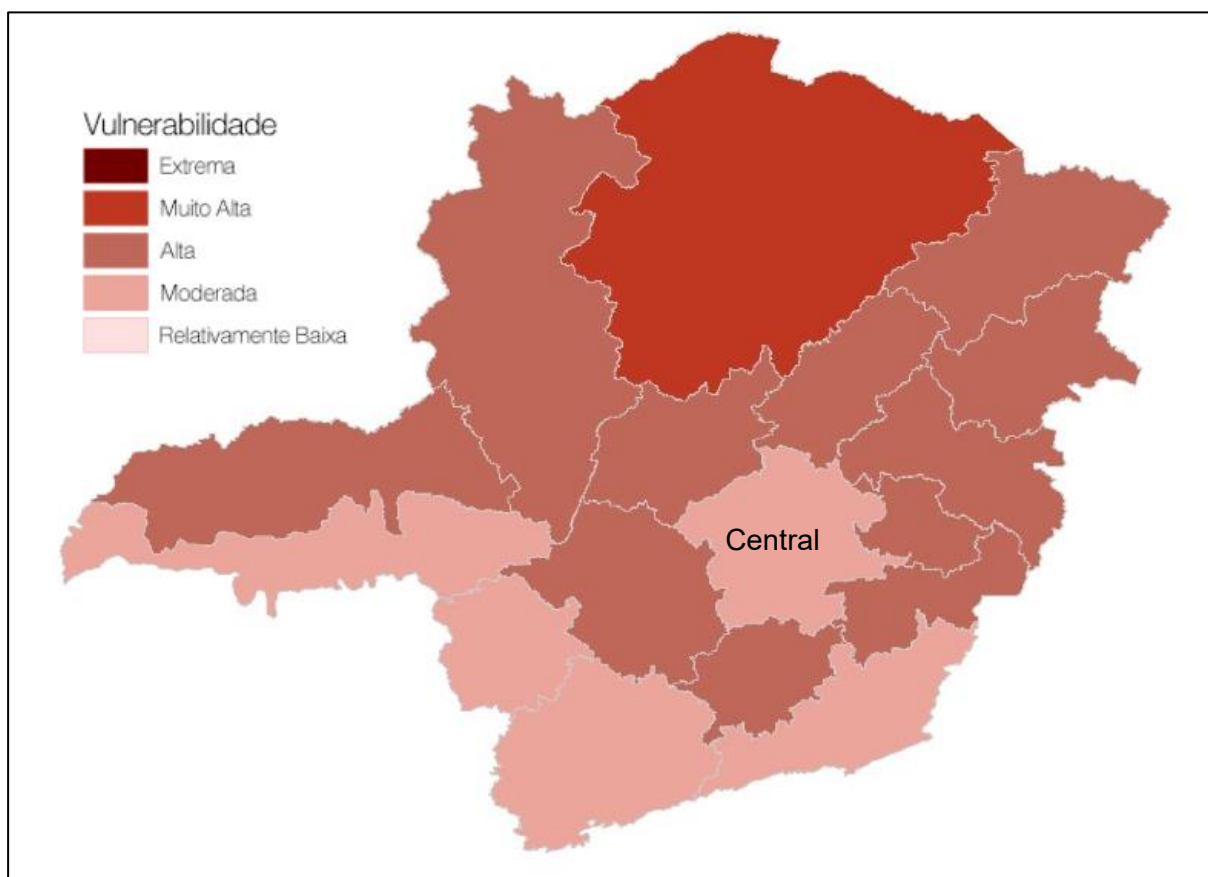 Vulnerabilidade
Extrema
Muito Alta
Alta
Moderada
Relativamente Baixa
Central